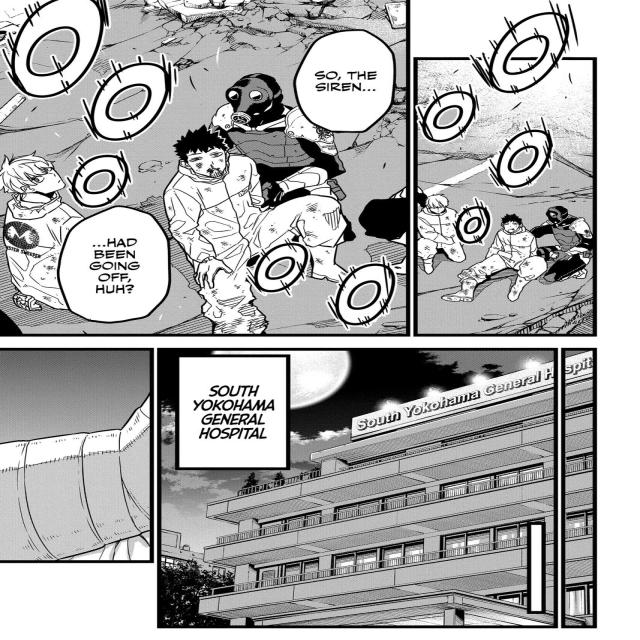 SO, THE
SIREN...
...HAD
BEEN
GOING
OFF,
HUH?
SOUTH
YOKOHAMA
GENERAL
HOSPITAL
South Yokohama General Hospit